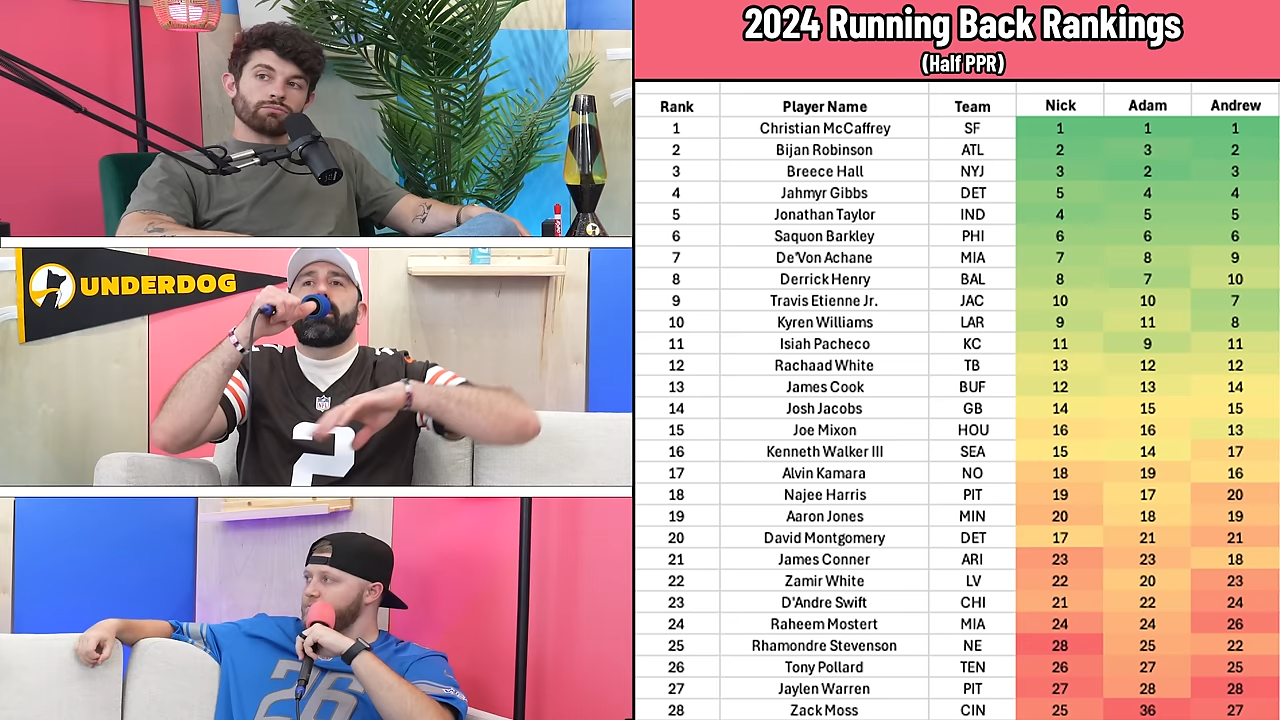 UNDERDOG
2
26
2024 Running Back Rankings
(Half PPR)
Rank Player Name Team Nick Adam Andrew
1 Christian McCaffrey SF 1 1 1
2 Bijan Robinson ATL 2 3 2
3 Breece Hall NYJ 3 2 3
4 Jahmyr Gibbs DET 5 4 4
5 Jonathan Taylor IND 4 5 5
6 Saquon Barkley PHI 6 6 6
7 De'Von Achane MIA 7 8 9
8 Derrick Henry BAL 8 7 10
9 Travis Etienne Jr. JAC 10 10 7
10 Kyren Williams LAR 9 11 8
11 Isiah Pacheco KC 11 9 11
12 Rachaad White TB 13 12 12
13 James Cook BUF 12 13 14
14 Josh Jacobs GB 14 15 15
15 Joe Mixon HOU 16 16 13
16 Kenneth Walker III SEA 15 14 17
17 Alvin Kamara NO 18 19 16
18 Najee Harris PIT 19 17 20
19 Aaron Jones MIN 20 18 19
20 David Montgomery DET 17 21 21
21 James Conner ARI 23 23 18
22 Zamir White LV 22 20 23
23 D'Andre Swift CHI 21 22 24
24 Raheem Mostert MIA 24 24 26
25 Rhamondre Stevenson NE 28 25 22
26 Tony Pollard TEN 26 27 25
27 Jaylen Warren PIT 27 28 28
28 Zack Moss CIN 25 36 27